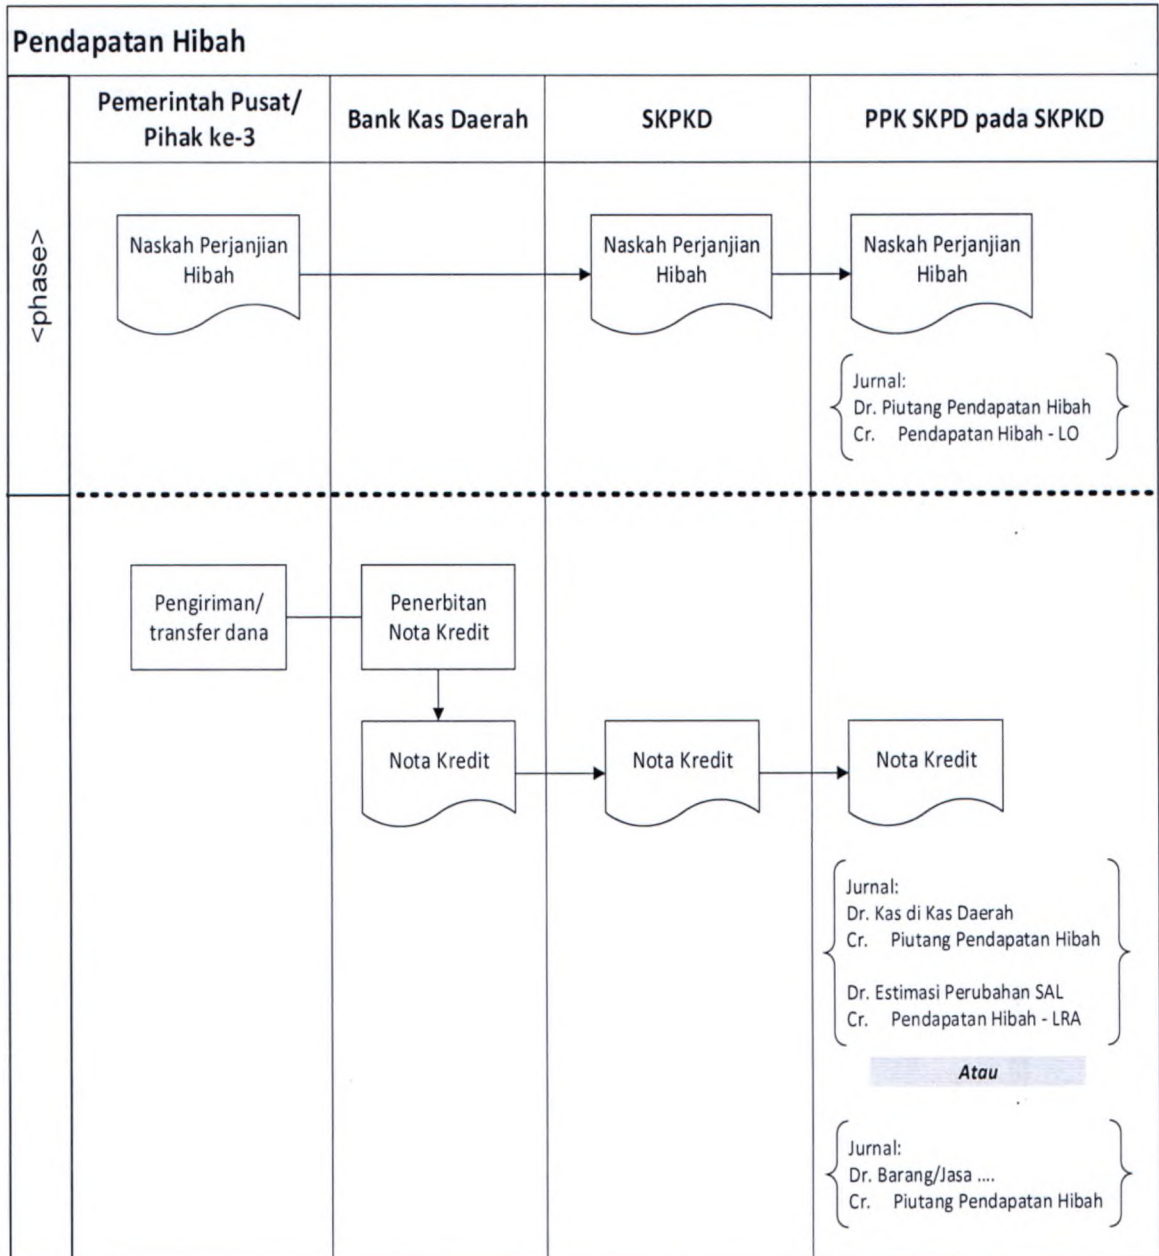 Pendapatan Hibah
Pemerintah Pusat/
Pihak ke-3
Bank Kas Daerah
SKPKD
PPK SKPD pada SKPKD
<phase>
Naskah Perjanjian
Hibah
Naskah Perjanjian
Hibah
Naskah Perjanjian
Hibah
Jurnal:
Dr. Piutang Pendapatan Hibah
Cr. Pendapatan Hibah - LO
Pengiriman/
transfer dana
Penerbitan
Nota Kredit
Nota Kredit
Nota Kredit
Nota Kredit
Jurnal:
Dr. Kas di Kas Daerah
Cr. Piutang Pendapatan Hibah
Dr. Estimasi Perubahan SAL
Cr. Pendapatan Hibah - LRA
Atau
Jurnal:
Dr. Barang/Jasa ....
Cr. Piutang Pendapatan Hibah